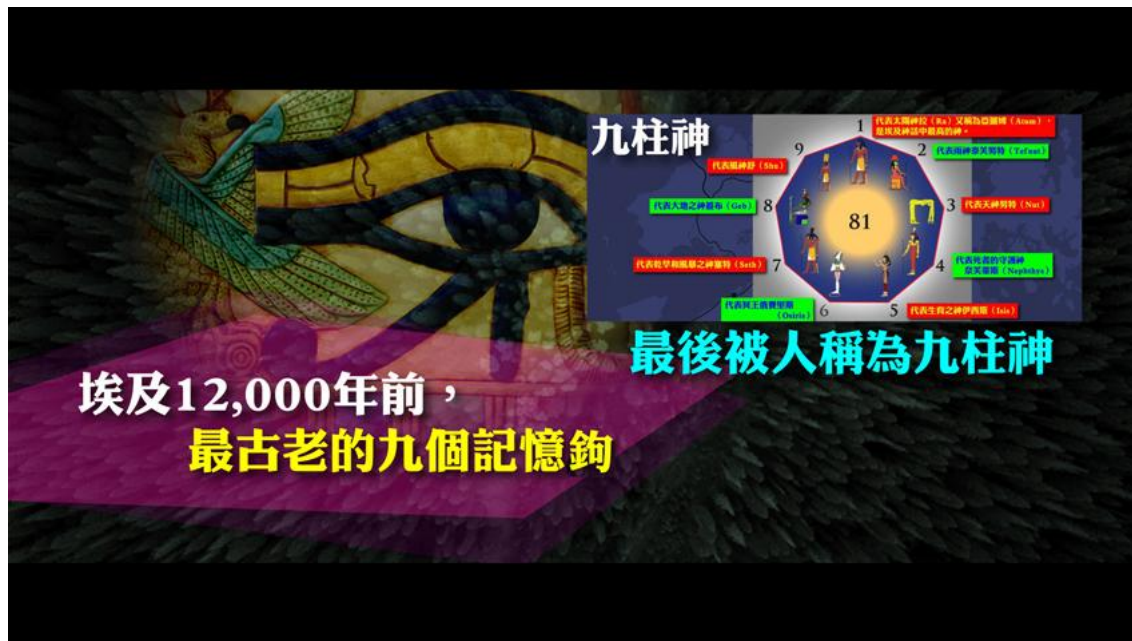 九柱神
1
代表太陽神拉（Ra）又稱為亞圖姆（Atum），
是埃及神話中最高的神。
9
2
代表雨神泰芙努特（Tefnut）
代表風神舒（Shu）
代表大地之神蓋布（Geb）
8
81
3
代表天神努特（Nut）
代表乾旱和風暴之神塞特（Seth）
7
4
代表死者的守護神
奈芙蒂斯（Nephthys）
代表冥王歐賽里斯
（Osiris）
6
5
代表生育之神伊西斯（Isis）
最後被人稱為九柱神
埃及12,000年前，
最古老的九個記憶鉤